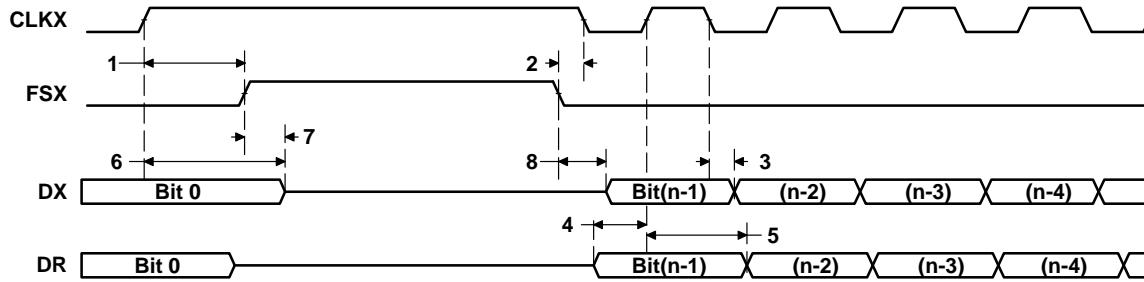 CLKX
1
2
FSX
7
6
8
3
DX
Bit 0
Bit(n-1)
(n-2)
(n-3)
(n-4)
4
5
DR
Bit 0
Bit(n-1)
(n-2)
(n-3)
(n-4)